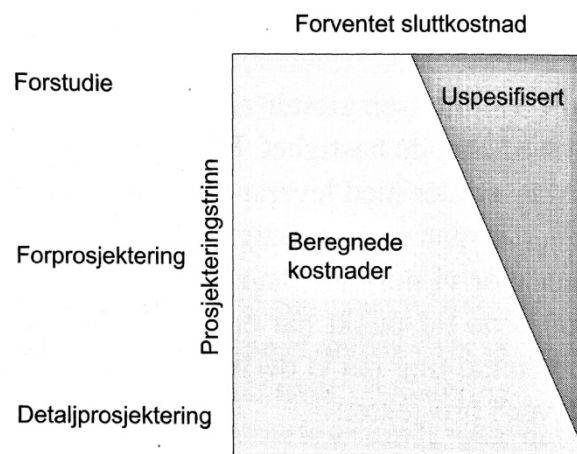 Forventet sluttkostnad
Forstudie
Uspesifisert
Prosjekteringstrinn
Forprosjektering
Beregnede
kostnader
Detaljprosjektering